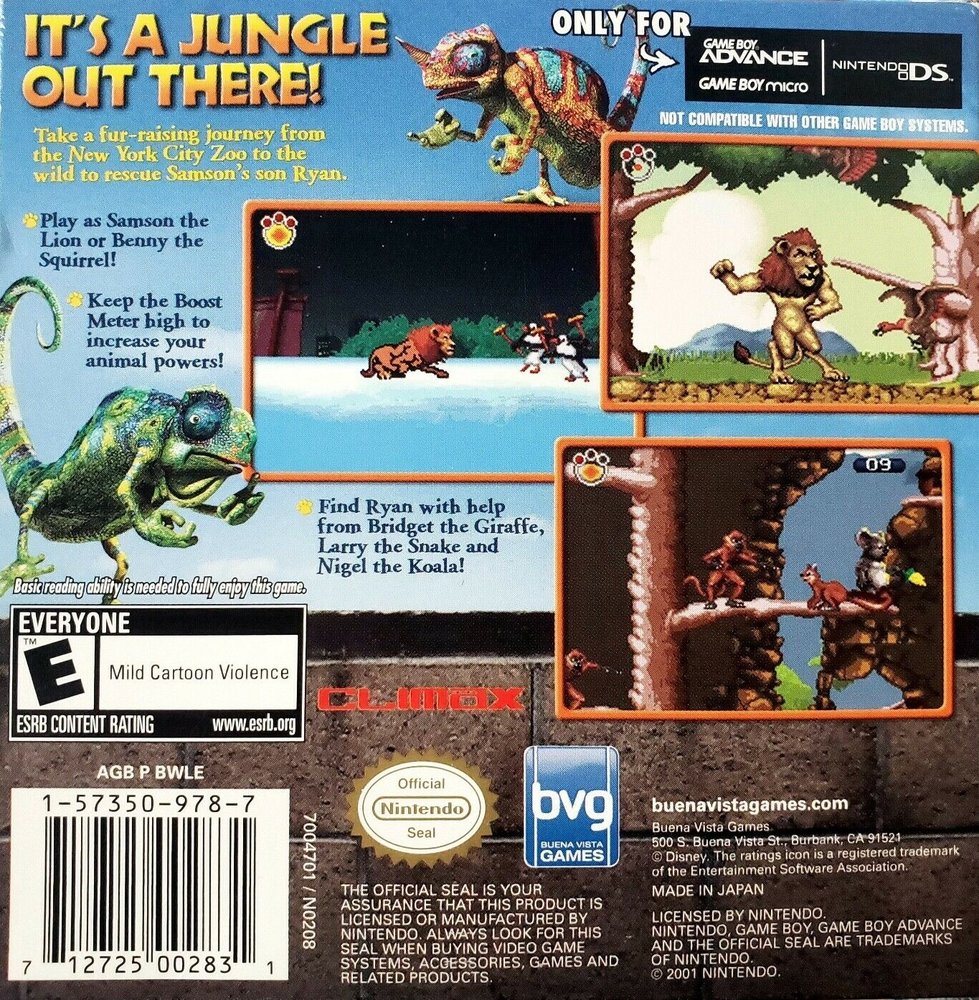 IT'S A JUNGLE
OUT THERE!
Take a fur-raising journey from
the New York City Zoo to the
wild to rescue Samson's son Ryan.
Play as Samson the
Lion or Benny the
Squirrel!
Keep the Boost
Meter high to
increase your
animal powers!
Find Ryan with help
from Bridget the Giraffe,
Larry the Snake and
Nigel the Koala!
ONLY FOR
GAME BOY
ADVANCE
GAME BOY micro
NINTENDO DS™
NOT COMPATIBLE WITH OTHER GAME BOY SYSTEMS.
09
Basic reading ability is needed to fully enjoy this game.
EVERYONE
TM
E
Mild Cartoon Violence
ESRB CONTENT RATING www.esrb.org
CLIMAX
AGB P BWLE
1-57350-978-7
7 12725 00283 1
7004701 / N0208
Official
Nintendo
Seal
THE OFFICIAL SEAL IS YOUR
ASSURANCE THAT THIS PRODUCT IS
LICENSED OR MANUFACTURED BY
NINTENDO. ALWAYS LOOK FOR THIS
SEAL WHEN BUYING VIDEO GAME
SYSTEMS, ACCESSORIES, GAMES AND
RELATED PRODUCTS.
bvg
BUENA VISTA
GAMES
buenavistagames.com
Buena Vista Games
500 S. Buena Vista St., Burbank, CA 91521
© Disney. The ratings icon is a registered trademark
of the Entertainment Software Association.
MADE IN JAPAN
LICENSED BY NINTENDO.
NINTENDO, GAME BOY, GAME BOY ADVANCE
AND THE OFFICIAL SEAL ARE TRADEMARKS
OF NINTENDO.
© 2001 NINTENDO.